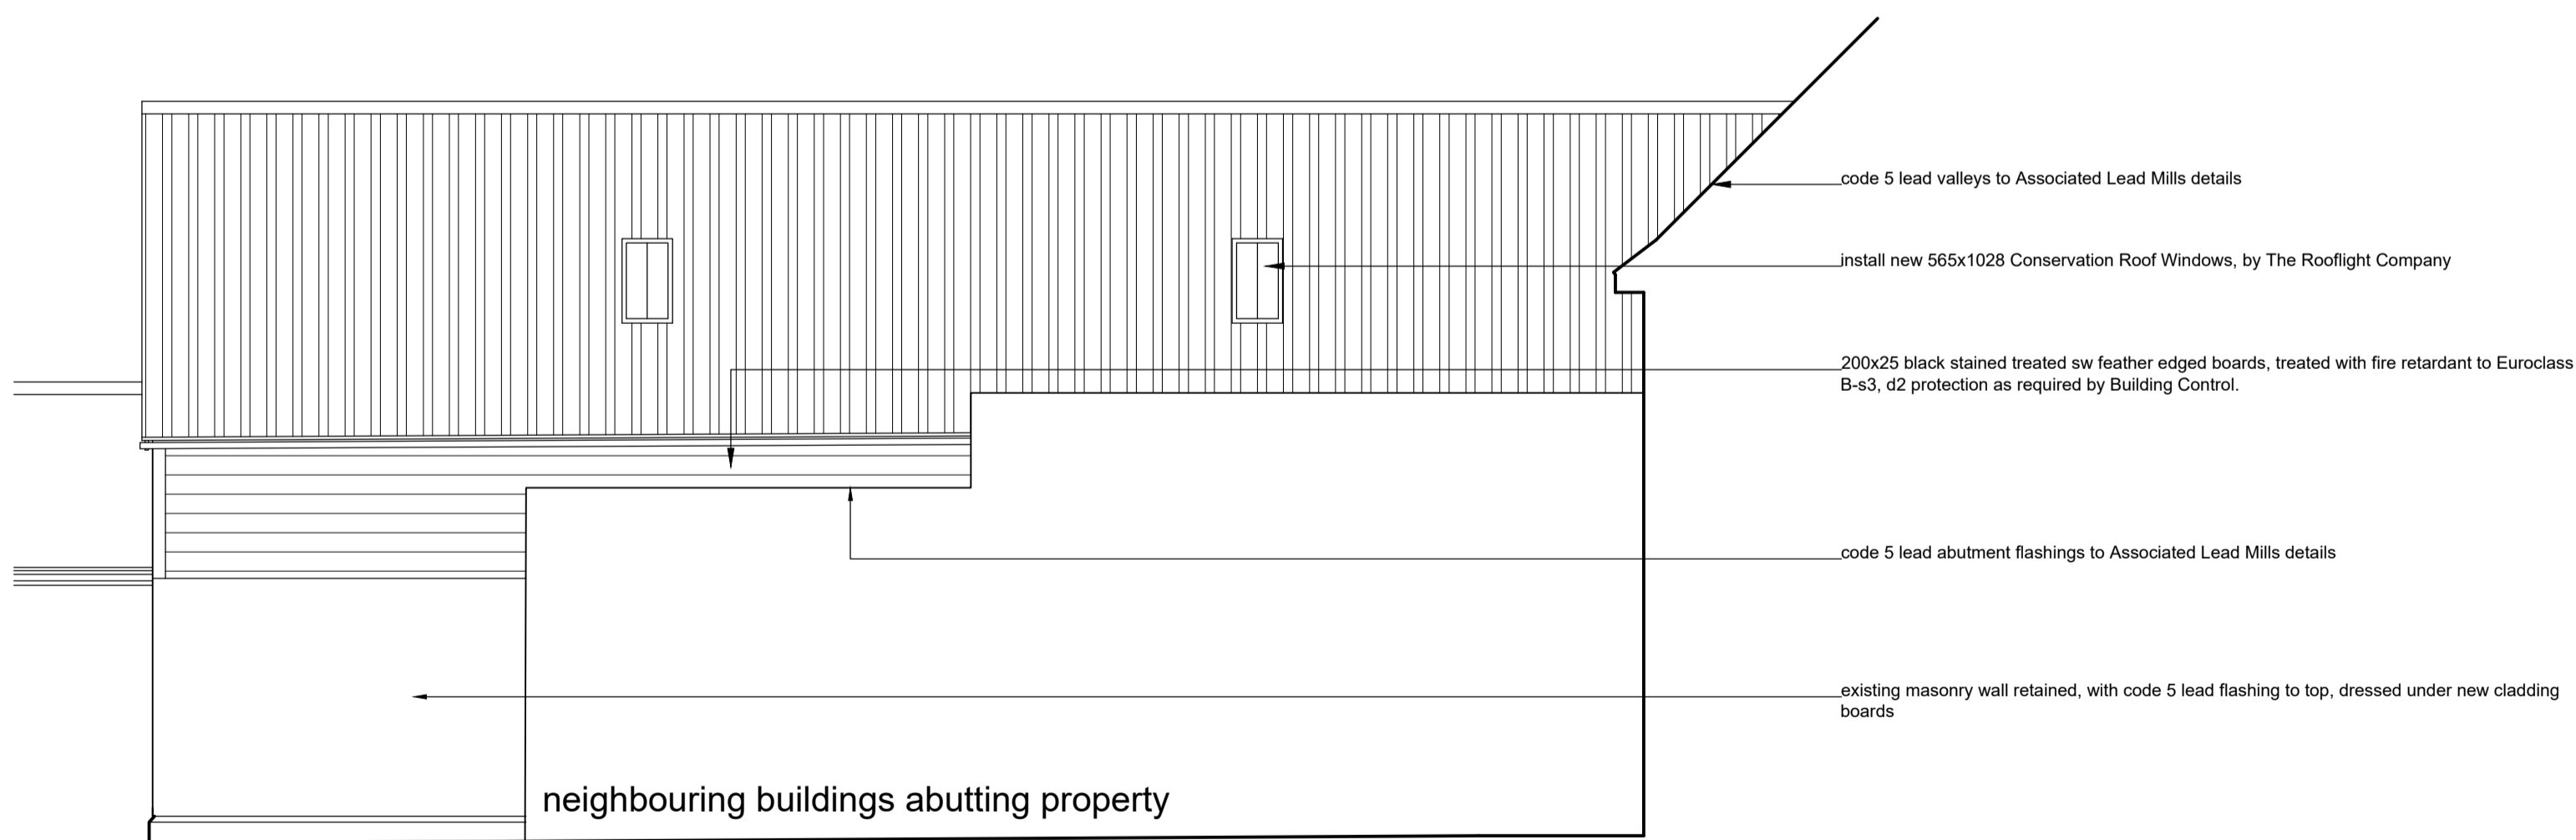 code 5 lead valleys to Associated Lead Mills details
install new 565x1028 Conservation Roof Windows, by The Rooflight Company
200x25 black stained treated sw feather edged boards, treated with fire retardant to Euroclass
B-s3, d2 protection as required by Building Control.
code 5 lead abutment flashings to Associated Lead Mills details
existing masonry wall retained, with code 5 lead flashing to top, dressed under new cladding
boards
neighbouring buildings abutting property